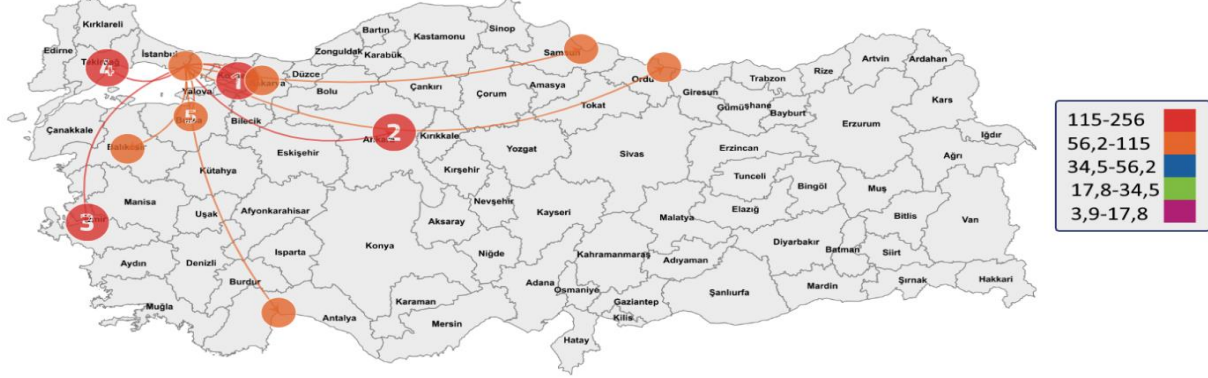 Kırklareli
Edirne
4
İstanbul
1
Yalova
Düzce
Bolu
Zonguldak
Bartın
Karabük
Kastamonu
Sinop
Samsun
Çankırı
Çorum
Amasya
Ordu
Tokat
Giresun
Trabzon
Gümüşhane
Bayburt
Rize
Artvin
Ardahan
Kars
Iğdır
Çanakkale
5
Bilecik
Balıkesir
Kütahya
Eskişehir
2
Kırıkkale
Yozgat
Kırşehir
Sivas
Erzincan
Erzurum
Ağrı
Tunceli
Bingöl
Muş
Manisa
3
Uşak
Afyonkarahisar
Nevşehir
Aksaray
Kayseri
Malatya
Elazığ
Bitlis
Van
Aydın
Denizli
Isparta
Burdur
Konya
Niğde
Kahramanmaraş
Adıyaman
Diyarbakır
Batman
Siirt
Hakkari
Şırnak
Mardin
Şanlıurfa
Muğla
Antalya
Karaman
Mersin
Adana
Osmaniye
Gaziantep
Kilis
Hatay
115-256
56,2-115
34,5-56,2
17,8-34,5
3,9-17,8